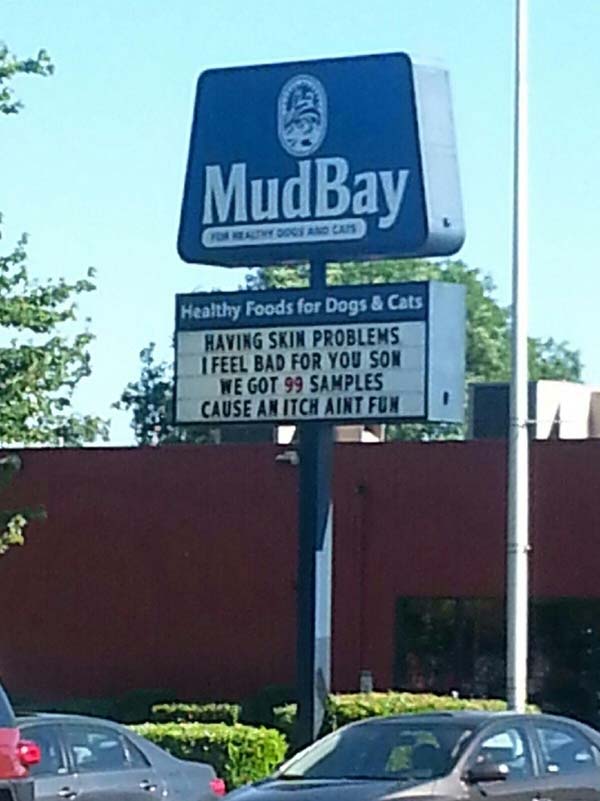 MudBay
FOR HEALTHY DOGS AND CATS
Healthy Foods for Dogs & Cats
HAVING SKIN PROBLEMS
I FEEL BAD FOR YOU SON
WE GOT 99 SAMPLES
CAUSE AN ITCH AINT FUN